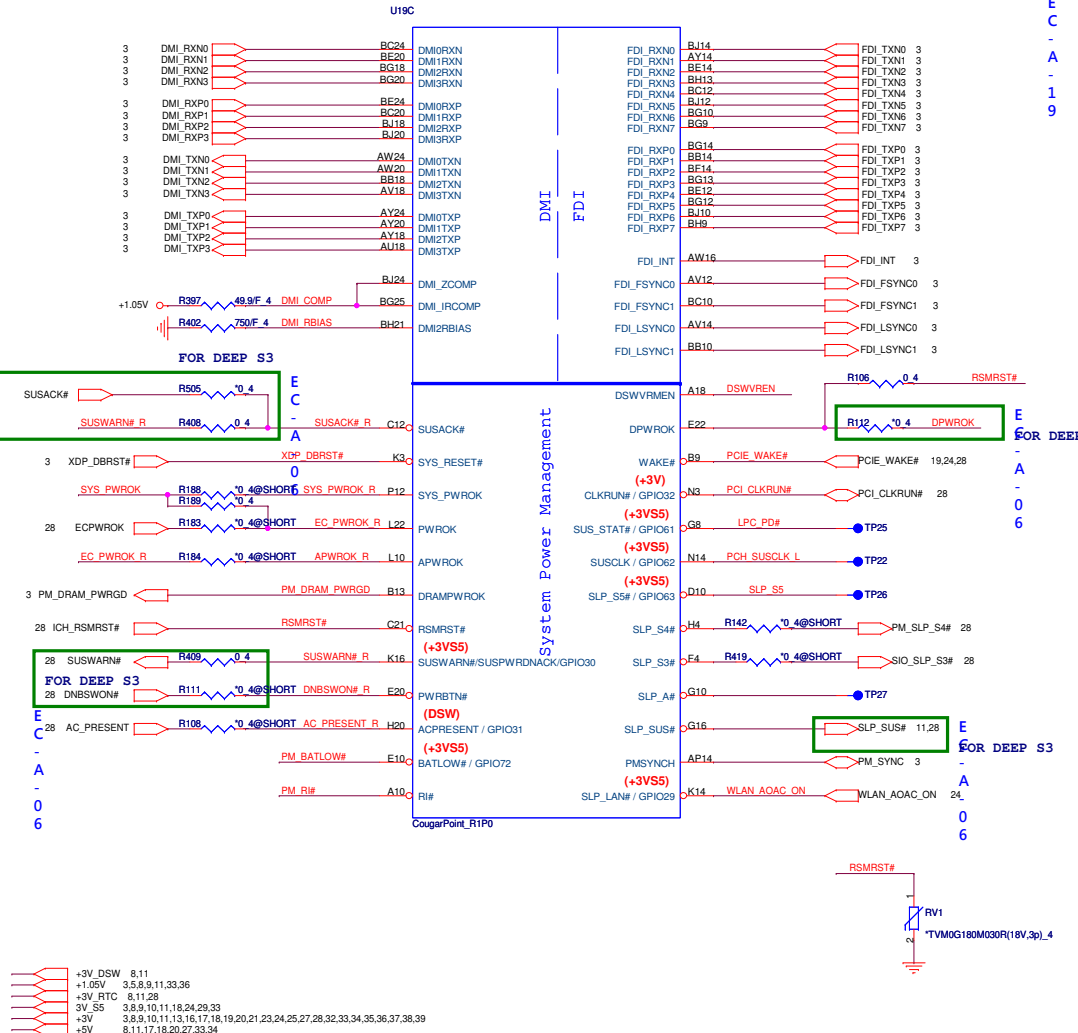 U19C
EC-A-19
3 DMI_RXN0 BC24 DMI0RXN FDI_RXN0 BJ14 FDI_TXN0 3
3 DMI_RXN1 BE20 DMI1RXN FDI_RXN1 AY14 FDI_TXN1 3
3 DMI_RXN2 BG18 DMI2RXN FDI_RXN2 BE14 FDI_TXN2 3
3 DMI_RXN3 BG20 DMI3RXN FDI_RXN3 BH13 FDI_TXN3 3
FDI_RXN4 BC12 FDI_TXN4 3
3 DMI_RXP0 BE24 DMI0RXP FDI_RXN5 BJ12 FDI_TXN5 3
3 DMI_RXP1 BC20 DMI1RXP FDI_RXN6 BG10 FDI_TXN6 3
3 DMI_RXP2 BJ18 DMI2RXP FDI_RXN7 BG9 FDI_TXN7 3
3 DMI_RXP3 BJ20 DMI3RXP
FDI_RXP0 BG14 FDI_TXP0 3
3 DMI_TXN0 AW24 DMI0TXN FDI_RXP1 BB14 FDI_TXP1 3
3 DMI_TXN1 AW20 DMI1TXN FDI_RXP2 BF14 FDI_TXP2 3
3 DMI_TXN2 BB18 DMI2TXN FDI_RXP3 BG13 FDI_TXP3 3
3 DMI_TXN3 AV18 DMI3TXN FDI_RXP4 BE12 FDI_TXP4 3
FDI_RXP5 BG12 FDI_TXP5 3
3 DMI_TXP0 AY24 DMI0TXP FDI_RXP6 BJ10 FDI_TXP6 3
3 DMI_TXP1 AY20 DMI1TXP FDI_RXP7 BH9 FDI_TXP7 3
3 DMI_TXP2 AY18 DMI2TXP
3 DMI_TXP3 AU18 DMI3TXP
DMI
FDI
FDI_INT AW16 FDI_INT 3
BJ24 DMI_ZCOMP FDI_FSYNC0 AV12 FDI_FSYNC0 3
+1.05V R397 49.9/F_4 DMI_COMP BG25 DMI_IRCOMP FDI_FSYNC1 BC10 FDI_FSYNC1 3
R402 750/F_4 DMI_RBIAS BH21 DMI2RBIAS FDI_LSYNC0 AV14 FDI_LSYNC0 3
FDI_LSYNC1 BB10 FDI_LSYNC1 3
FOR DEEP S3
R106 0_4 RSMRST#
SUSACK# R505 *0_4 DSWVRMEN A18 DSWVREN
SUSWARN#_R R408 0_4 SUSACK#_R C12 SUSACK# DPWROK E22 R112 *0_4 DPWROK
EC-A-06
EC-A-06
FOR DEEP
3 XDP_DBRST# XDP_DBRST# K3 SYS_RESET# WAKE# B9 PCIE_WAKE# PCIE_WAKE# 19,24,28
(+3V)
SYS_PWROK R188 *0_4@SHORT SYS_PWROK_R P12 SYS_PWROK CLKRUN# / GPIO32 N3 PCI_CLKRUN# PCI_CLKRUN# 28
R189 *0_4
(+3VS5)
28 ECPWROK R183 *0_4@SHORT EC_PWROK_R L22 PWROK SUS_STAT# / GPIO61 G8 LPC_PD# TP25
(+3VS5)
EC_PWROK_R R184 *0_4@SHORT APWROK_R L10 APWROK SUSCLK / GPIO62 N14 PCH_SUSCLK_L TP22
(+3VS5)
3 PM_DRAM_PWRGD PM_DRAM_PWRGD B13 DRAMPWROK SLP_S5# / GPIO63 D10 SLP_S5 TP26
System Power Management
28 ICH_RSMRST# RSMRST# C21 RSMRST# SLP_S4# H4 R142 *0_4@SHORT PM_SLP_S4# 28
(+3VS5)
28 SUSWARN# R409 0_4 SUSWARN#_R K16 SUSWARN#/SUSPWRDNACK/GPIO30 SLP_S3# F4 R419 *0_4@SHORT SIO_SLP_S3# 28
FOR DEEP S3
28 DNBSWON# R111 *0_4@SHORT DNBSWON#_R E20 PWRBTN# SLP_A# G10 TP27
(DSW)
28 AC_PRESENT R108 *0_4@SHORT AC_PRESENT_R H20 ACPRESENT / GPIO31 SLP_SUS# G16 SLP_SUS# 11,28
EC-A-06
EC-A-06
FOR DEEP S3
(+3VS5)
PM_BATLOW# E10 BATLOW# / GPIO72 PMSYNCH AP14 PM_SYNC 3
(+3VS5)
PM_RI# A10 RI# SLP_LAN# / GPIO29 K14 WLAN_AOAC_ON WLAN_AOAC_ON 24
CougarPoint_R1P0
RSMRST#
1
RV1
*TVM0G180M030R(18V,3p)_4
2
+3V_DSW 8,11
+1.05V 3,5,8,9,11,33,36
+3V_RTC 8,11,28
3V_S5 3,8,9,10,11,18,24,29,33
+3V 3,8,9,10,11,13,16,17,18,19,20,21,23,24,25,27,28,32,33,34,35,36,37,38,39
+5V 8,11,17,18,20,27,33,34